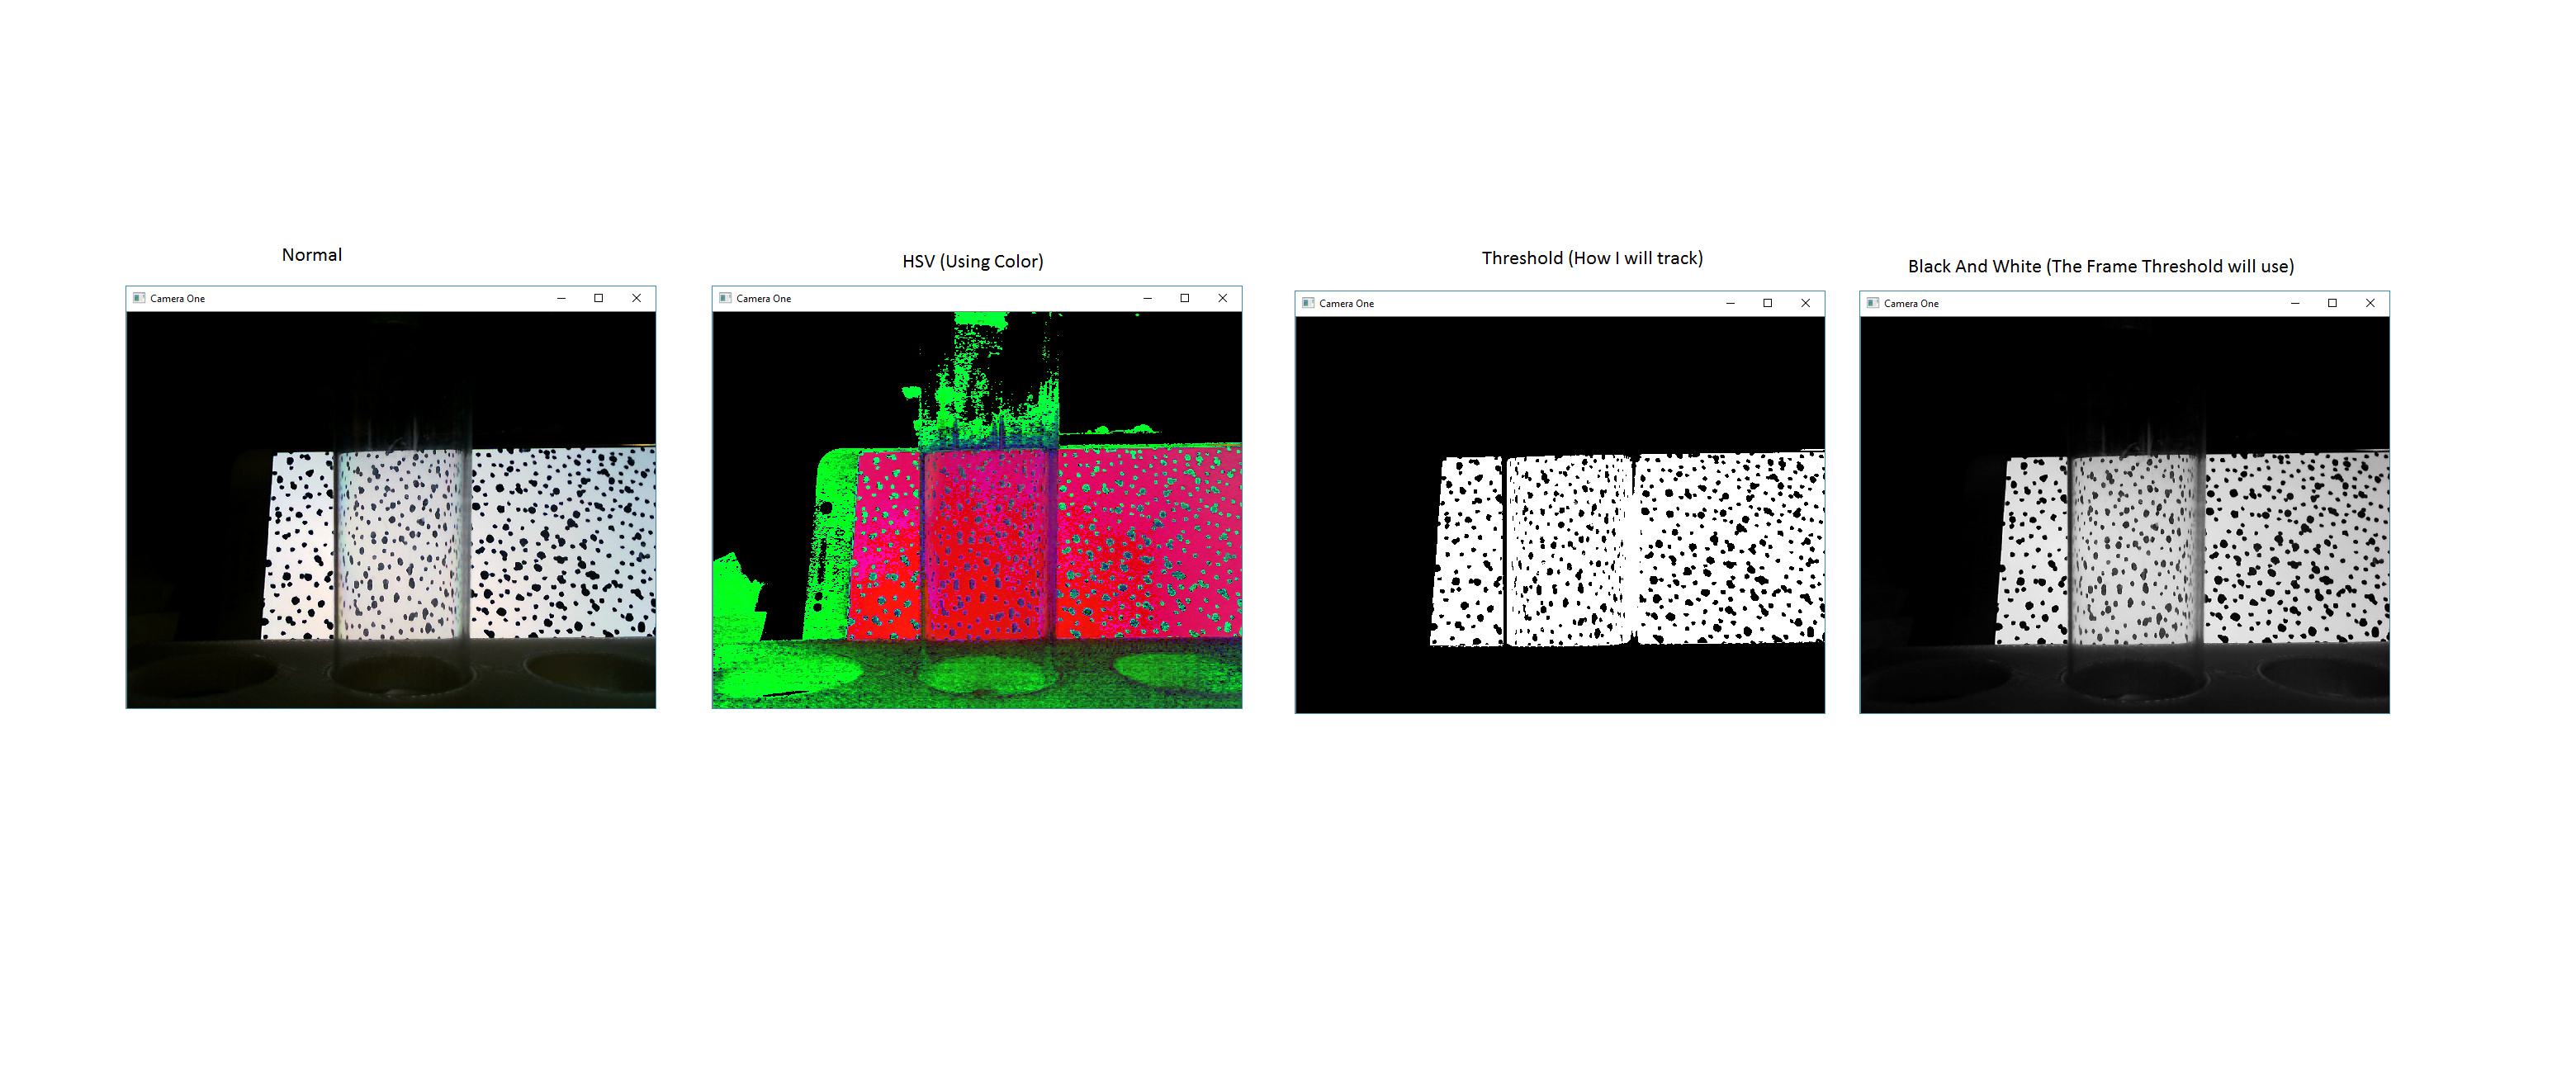 Normal
HSV (Using Color)
Threshold (How I will track)
Black And White (The Frame Threshold will use)
Camera One
Camera One
Camera One
Camera One